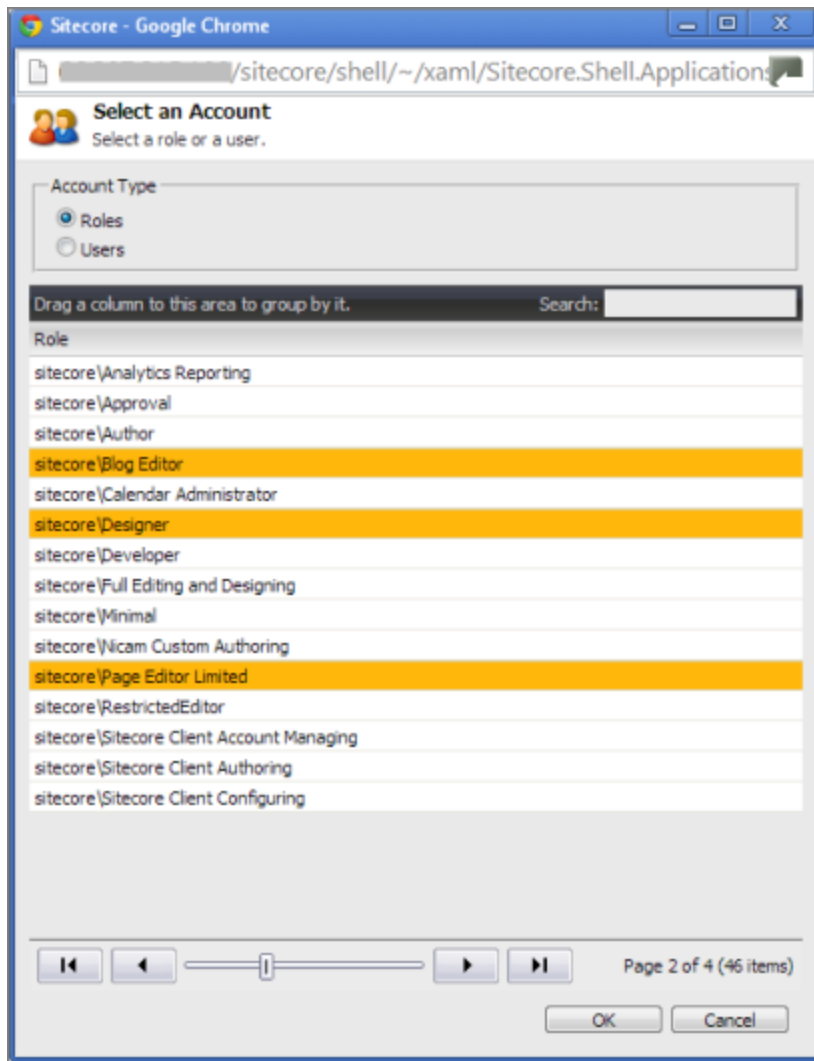 Sitecore - Google Chrome
/sitecore/shell/~/xaml/Sitecore.Shell.Applications
Select an Account
Select a role or a user.
Account Type
Roles
Users
Drag a column to this area to group by it. Search:
Role
sitecore\Analytics Reporting
sitecore\Approval
sitecore\Author
sitecore\Blog Editor
sitecore\Calendar Administrator
sitecore\Designer
sitecore\Developer
sitecore\Full Editing and Designing
sitecore\Minimal
sitecore\Nicam Custom Authoring
sitecore\Page Editor Limited
sitecore\RestrictedEditor
sitecore\Sitecore Client Account Managing
sitecore\Sitecore Client Authoring
sitecore\Sitecore Client Configuring
Page 2 of 4 (46 items)
OK Cancel